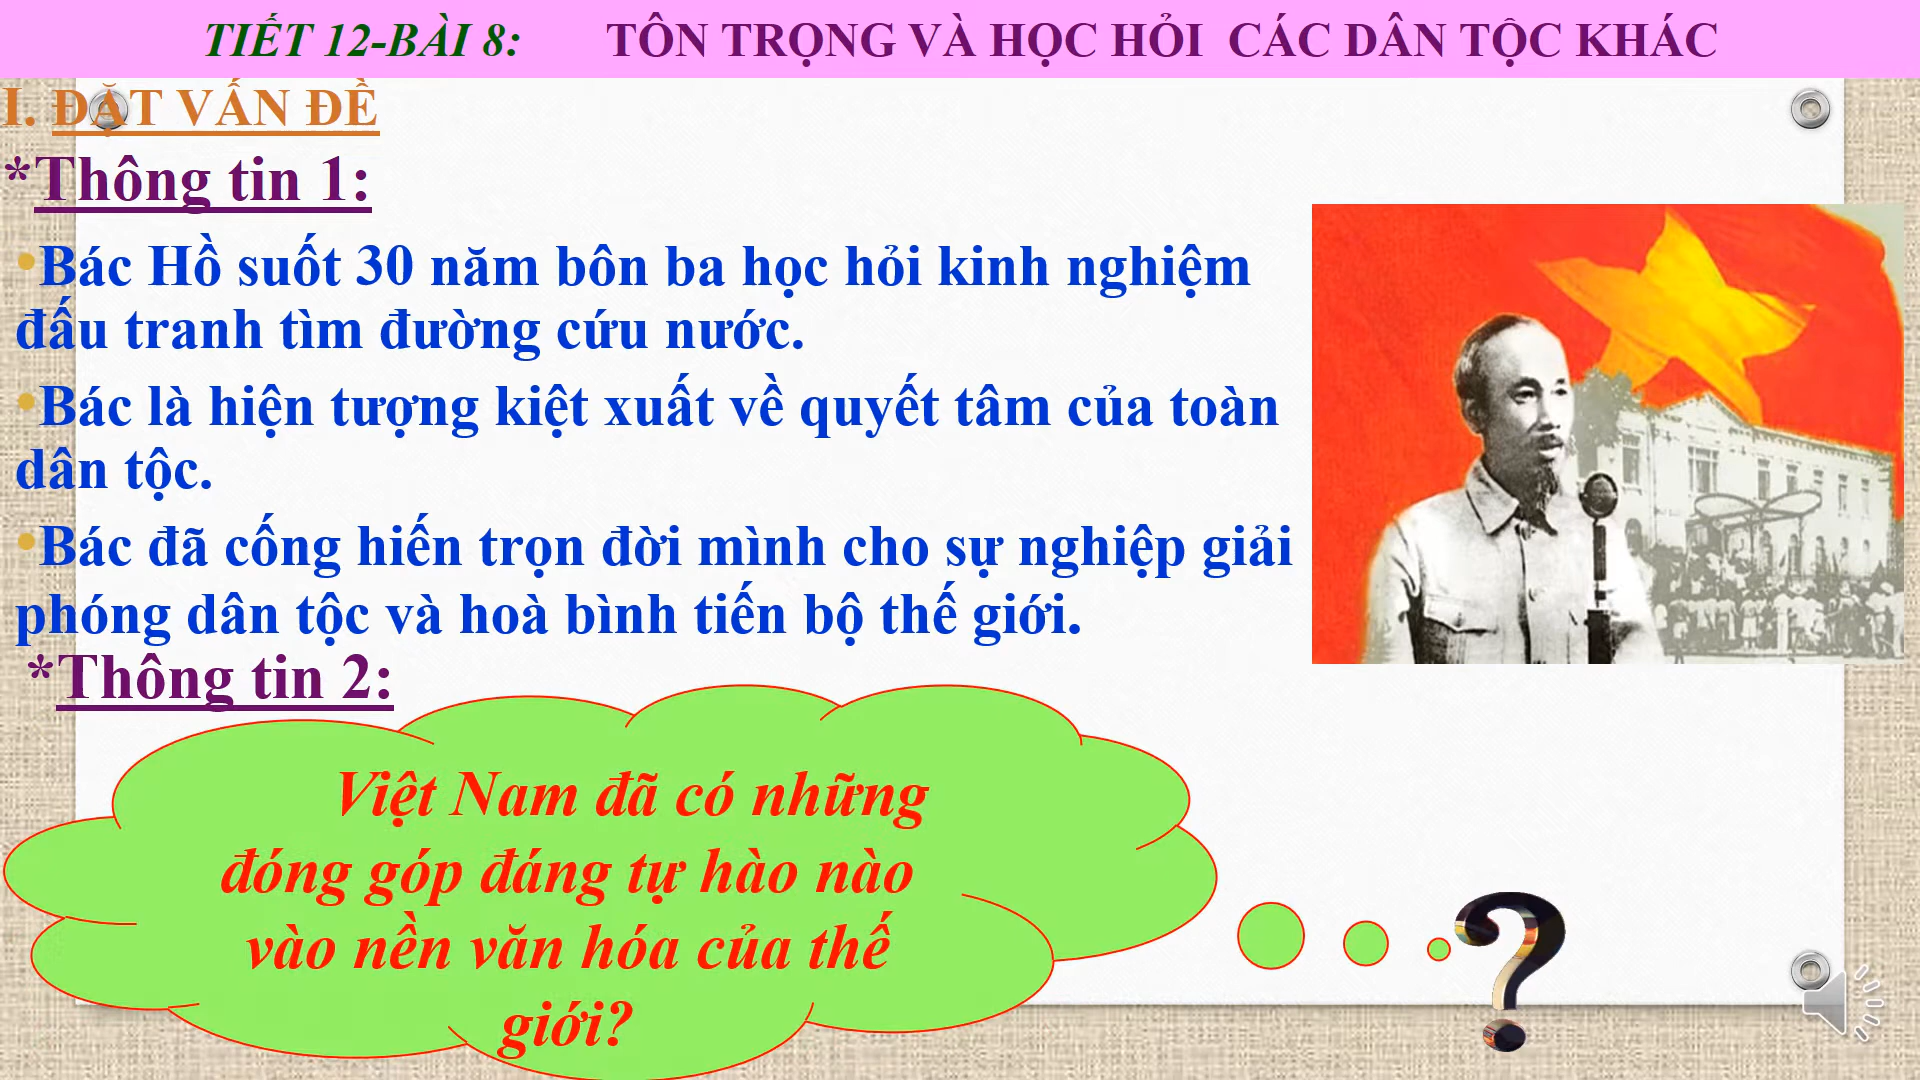 TIẾT 12-BÀI 8: TÔN TRỌNG VÀ HỌC HỎI CÁC DÂN TỘC KHÁC
I. ĐẶT VẤN ĐỀ
*Thông tin 1:
•Bác Hồ suốt 30 năm bôn ba học hỏi kinh nghiệm
đấu tranh tìm đường cứu nước.
•Bác là hiện tượng kiệt xuất về quyết tâm của toàn
dân tộc.
•Bác đã cống hiến trọn đời mình cho sự nghiệp giải
phóng dân tộc và hoà bình tiến bộ thế giới.
*Thông tin 2:
Việt Nam đã có những
đóng góp đáng tự hào nào
vào nền văn hóa của thế
giới?
?